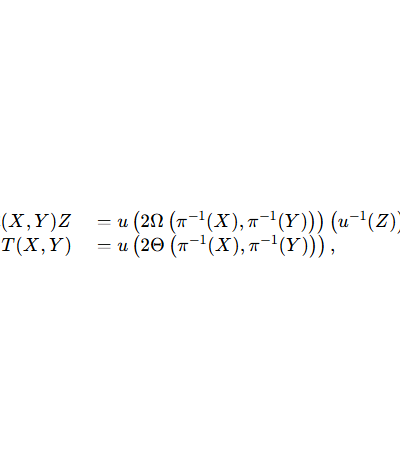 (X, Y)Z = u (2Ω (π⁻¹(X), π⁻¹(Y))) (u⁻¹(Z))
T(X, Y) = u (2Θ (π⁻¹(X), π⁻¹(Y))) ,